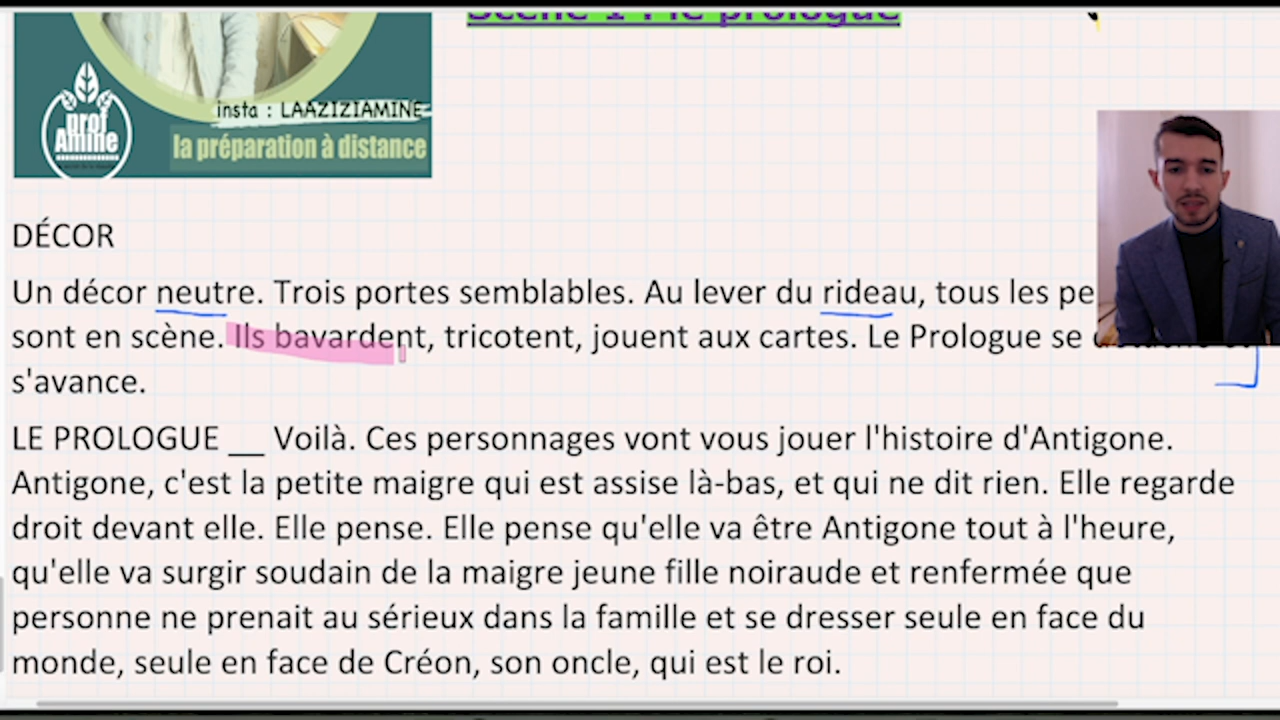 Scène 1 : le prologue
insta : LAAZIZIAMINE
prof
Amine
la préparation à distance
DÉCOR
Un décor neutre. Trois portes semblables. Au lever du rideau, tous les pe
sont en scène. Ils bavardent, tricotent, jouent aux cartes. Le Prologue se
s'avance.
LE PROLOGUE __ Voilà. Ces personnages vont vous jouer l'histoire d'Antigone.
Antigone, c'est la petite maigre qui est assise là-bas, et qui ne dit rien. Elle regarde
droit devant elle. Elle pense. Elle pense qu'elle va être Antigone tout à l'heure,
qu'elle va surgir soudain de la maigre jeune fille noiraude et renfermée que
personne ne prenait au sérieux dans la famille et se dresser seule en face du
monde, seule en face de Créon, son oncle, qui est le roi.